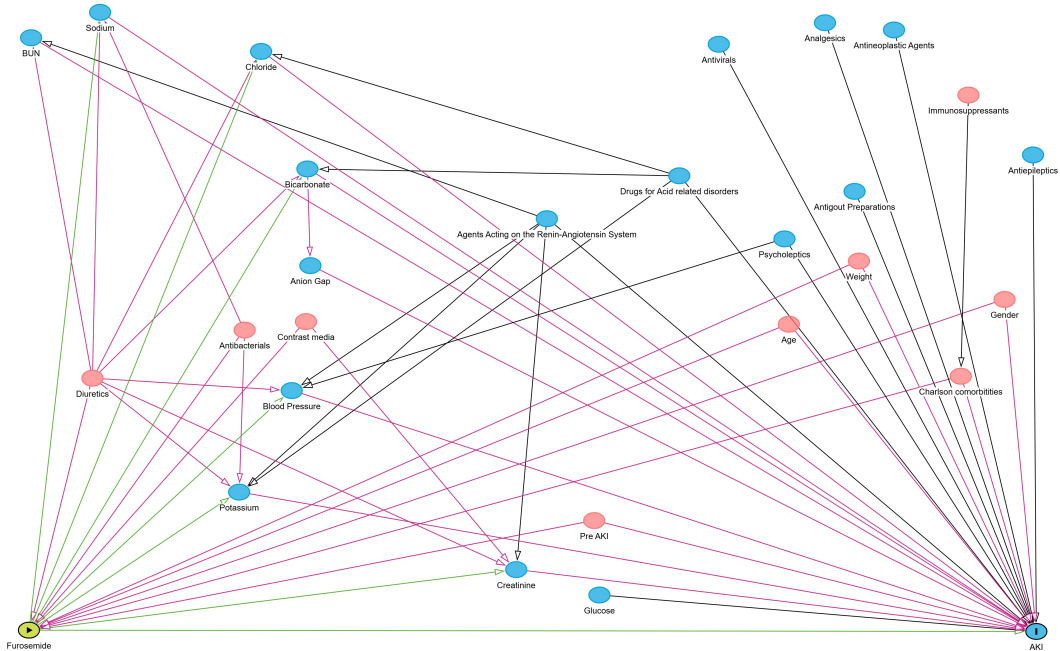 Sodium
BUN
Chloride
Antivirals
Analgesics
Antineoplastic Agents
Immunosuppressants
Antiepileptics
Bicarbonate
Drugs for Acid related disorders
Antigout Preparations
Agents Acting on the Renin-Angiotensin System
Psycholeptics
Weight
Anion Gap
Gender
Antibacterials
Contrast media
Age
Diuretics
Blood Pressure
Charlson comorbitities
Potassium
Pre AKI
Creatinine
Glucose
Furosemide
AKI